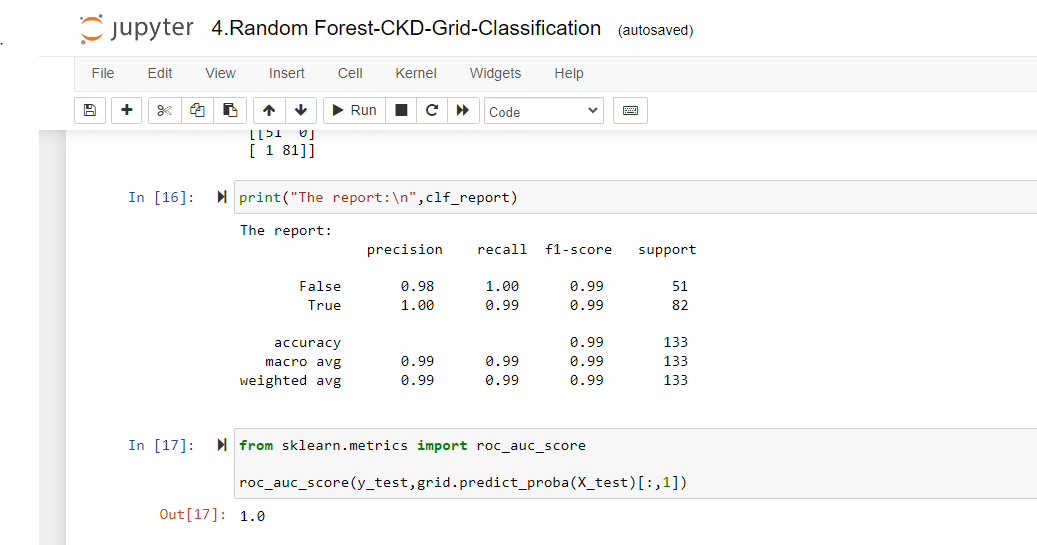 jupyter 4.Random Forest-CKD-Grid-Classification (autosaved)
File Edit View Insert Cell Kernel Widgets Help
Run Code
[[51 0]
[ 1 81]]
In [16]: print("The report:\n",clf_report)
The report:
precision recall f1-score support
False 0.98 1.00 0.99 51
True 1.00 0.99 0.99 82
accuracy 0.99 133
macro avg 0.99 0.99 0.99 133
weighted avg 0.99 0.99 0.99 133
In [17]: from sklearn.metrics import roc_auc_score
roc_auc_score(y_test,grid.predict_proba(X_test)[:,1])
Out[17]: 1.0